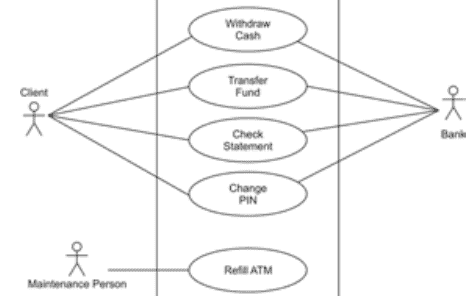 Withdraw
Cash
Transfer
Fund
Client
Check
Statement
Bank
Change
PIN
Refill ATM
Maintenance Person